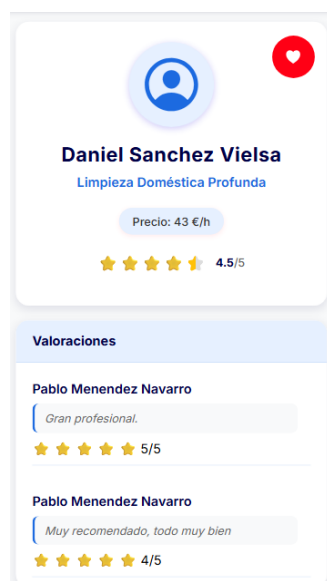 Daniel Sanchez Vielsa
Limpieza Doméstica Profunda
Precio: 43 €/h
4.5/5
Valoraciones
Pablo Menendez Navarro
Gran profesional.
5/5
Pablo Menendez Navarro
Muy recomendado, todo muy bien
4/5